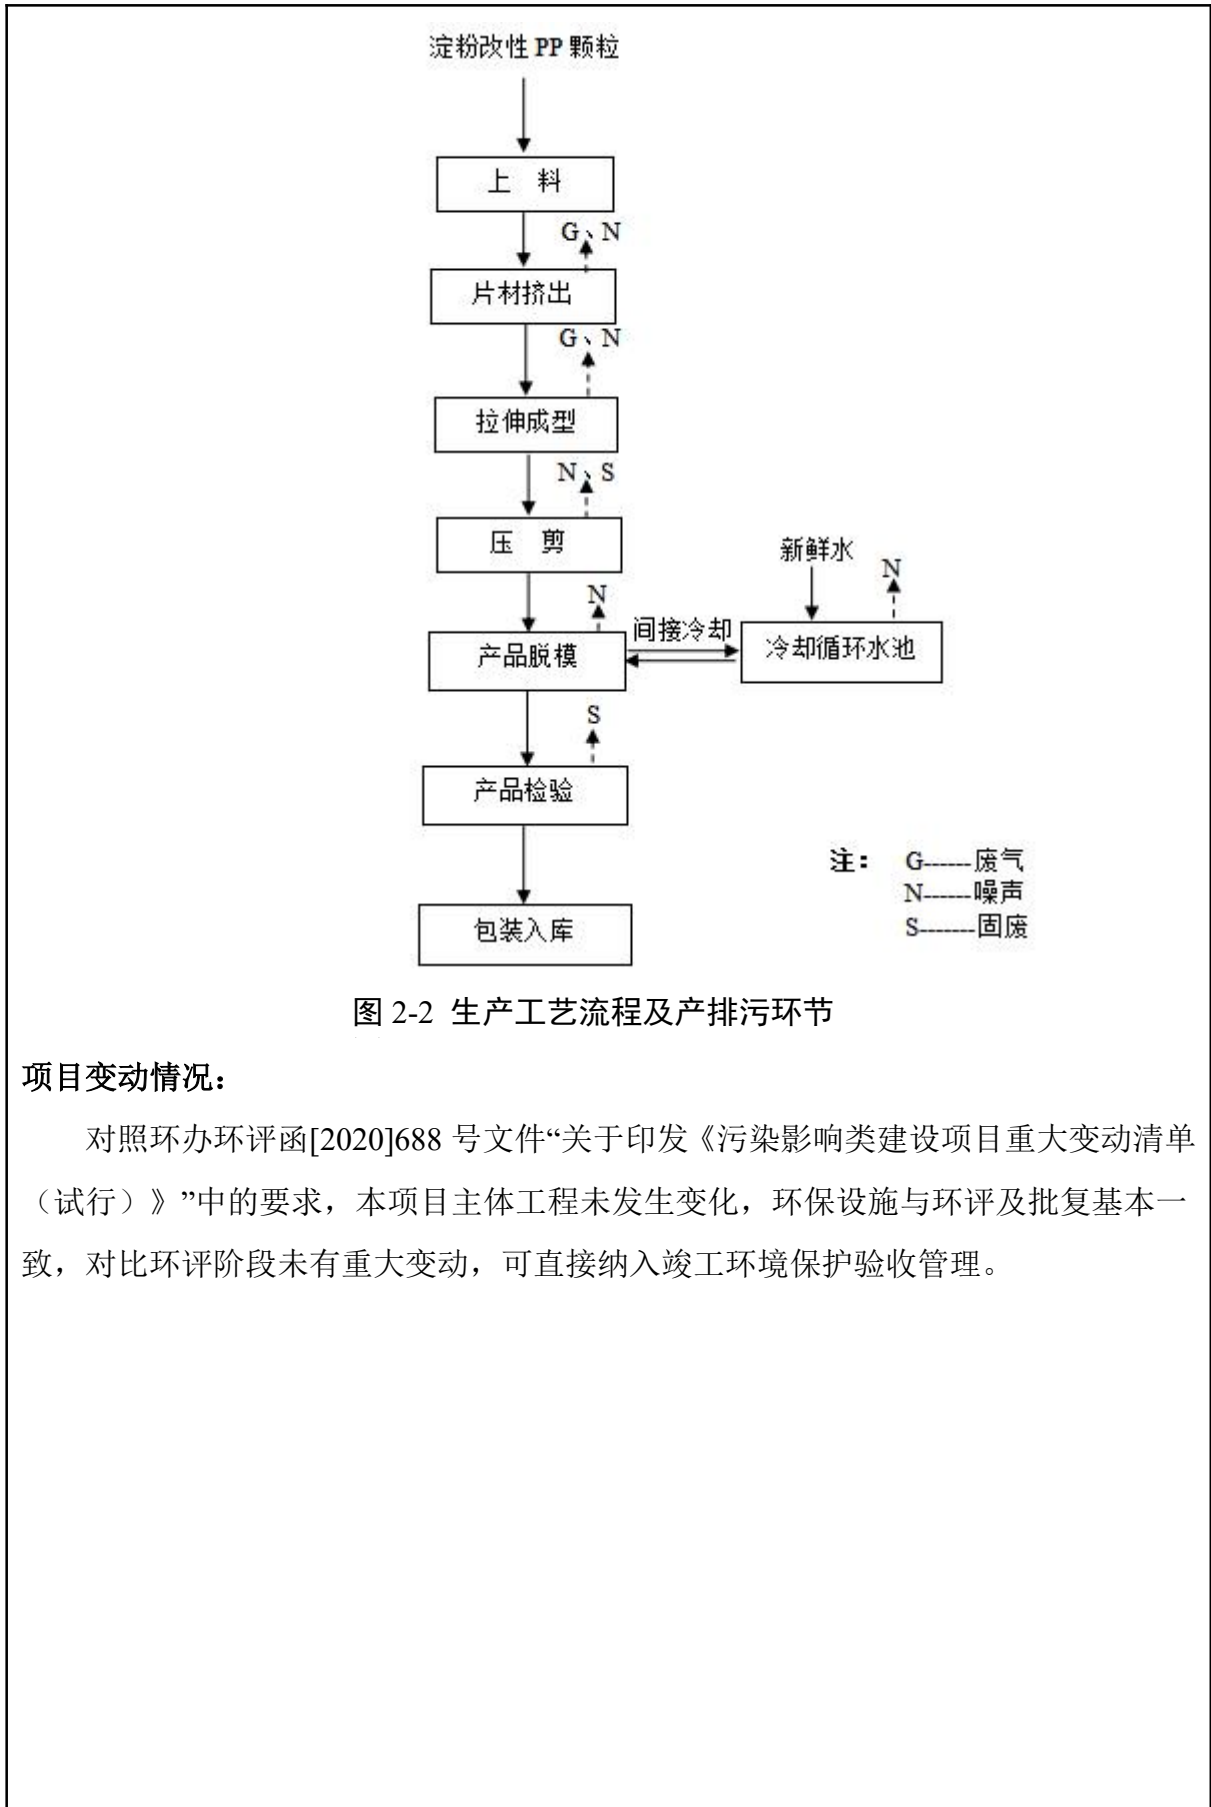 淀粉改性 PP 颗粒
上 料
G、N
片材挤出
G、N
拉伸成型
N、S
压 剪
新鲜水
N
N
间接冷却
产品脱模
冷却循环水池
S
产品检验
注： G------废气
N------噪声
S-------固废
包装入库
图 2-2 生产工艺流程及产排污环节
项目变动情况：
对照环办环评函[2020]688 号文件“关于印发《污染影响类建设项目重大变动清单
（试行）》”中的要求，本项目主体工程未发生变化，环保设施与环评及批复基本一
致，对比环评阶段未有重大变动，可直接纳入竣工环境保护验收管理。